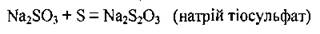 Na₂SO₃ + S = Na₂S₂O₃ (натрій тіосульфат)